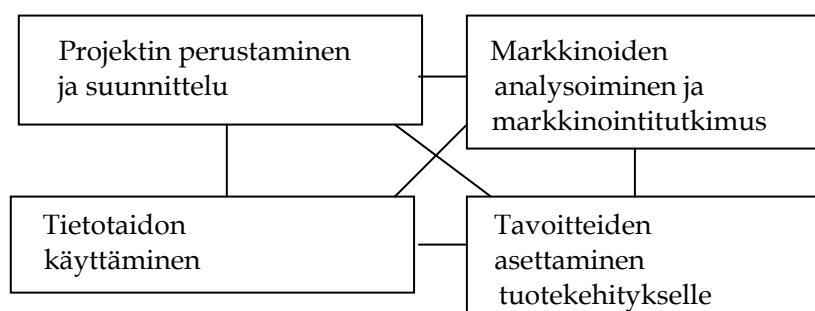 Projektin perustaminen
ja suunnittelu
Markkinoiden
analysoiminen ja
markkinointitutkimus
Tietotaidon
käyttäminen
Tavoitteiden
asettaminen
tuotekehitykselle